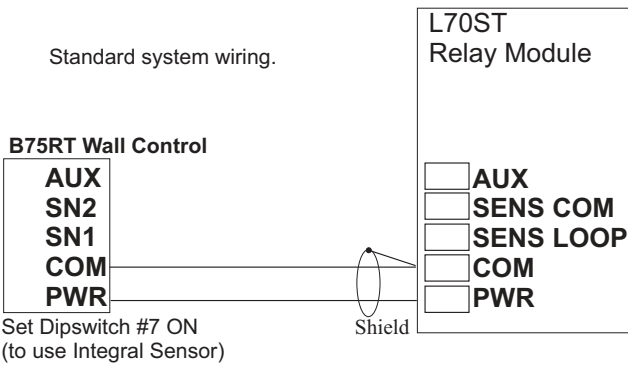 L70ST
Relay Module
Standard system wiring.
B75RT Wall Control
AUX
SN2
SN1
COM
PWR
AUX
SENS COM
SENS LOOP
COM
PWR
Shield
Set Dipswitch #7 ON
(to use Integral Sensor)